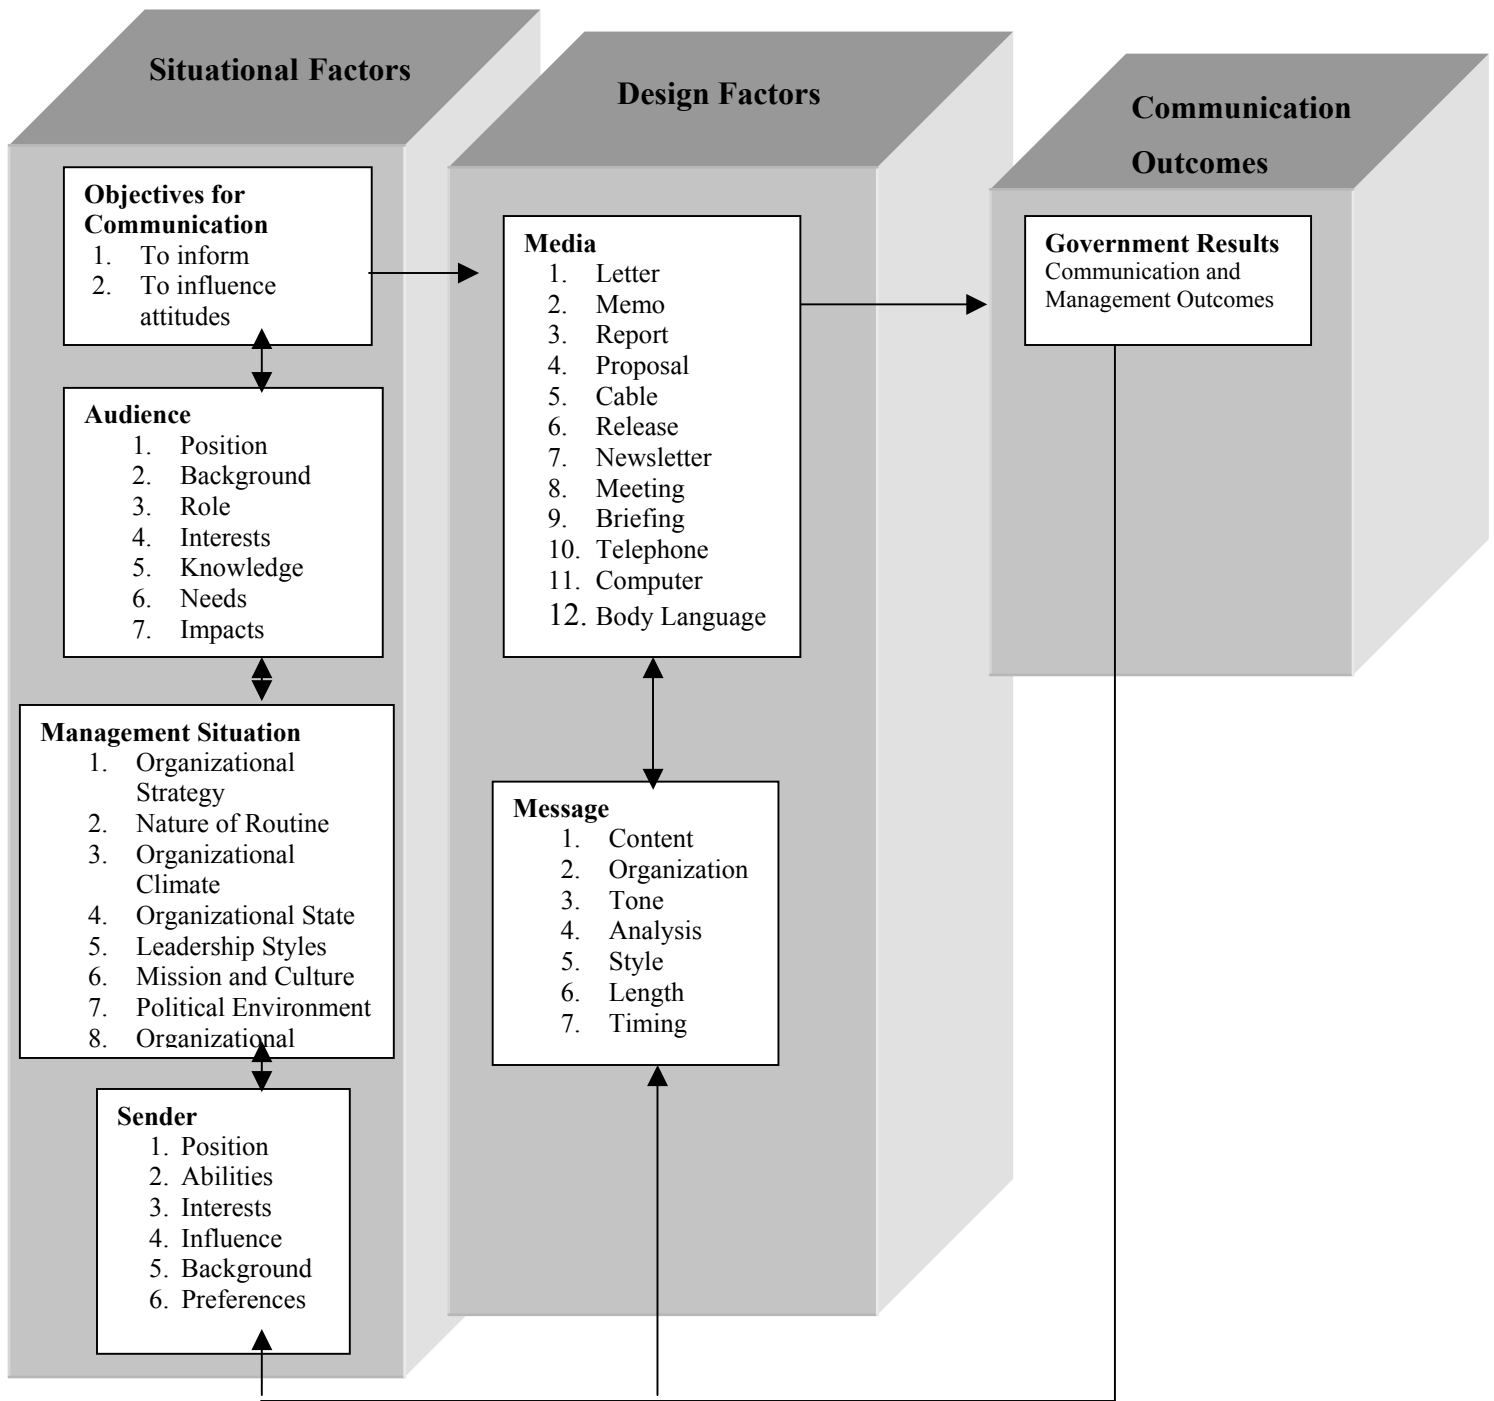 Situational Factors
Objectives for
Communication
1. To inform
2. To influence
attitudes
Audience
1. Position
2. Background
3. Role
4. Interests
5. Knowledge
6. Needs
7. Impacts
Management Situation
1. Organizational
Strategy
2. Nature of Routine
3. Organizational
Climate
4. Organizational State
5. Leadership Styles
6. Mission and Culture
7. Political Environment
8. Organizational
Sender
1. Position
2. Abilities
3. Interests
4. Influence
5. Background
6. Preferences
Design Factors
Media
1. Letter
2. Memo
3. Report
4. Proposal
5. Cable
6. Release
7. Newsletter
8. Meeting
9. Briefing
10. Telephone
11. Computer
12. Body Language
Message
1. Content
2. Organization
3. Tone
4. Analysis
5. Style
6. Length
7. Timing
Communication
Outcomes
Government Results
Communication and
Management Outcomes